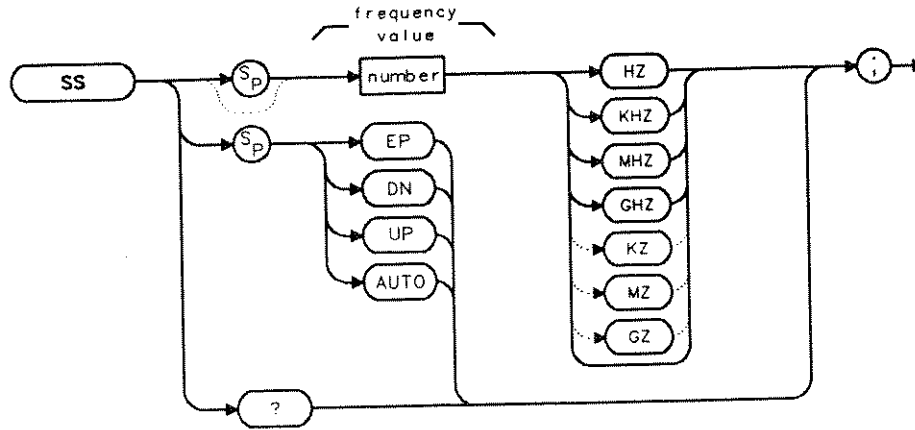 frequency
value
SS
SP
number
HZ
KHZ
MHZ
GHZ
KZ
MZ
GZ
;
SP
EP
DN
UP
AUTO
?